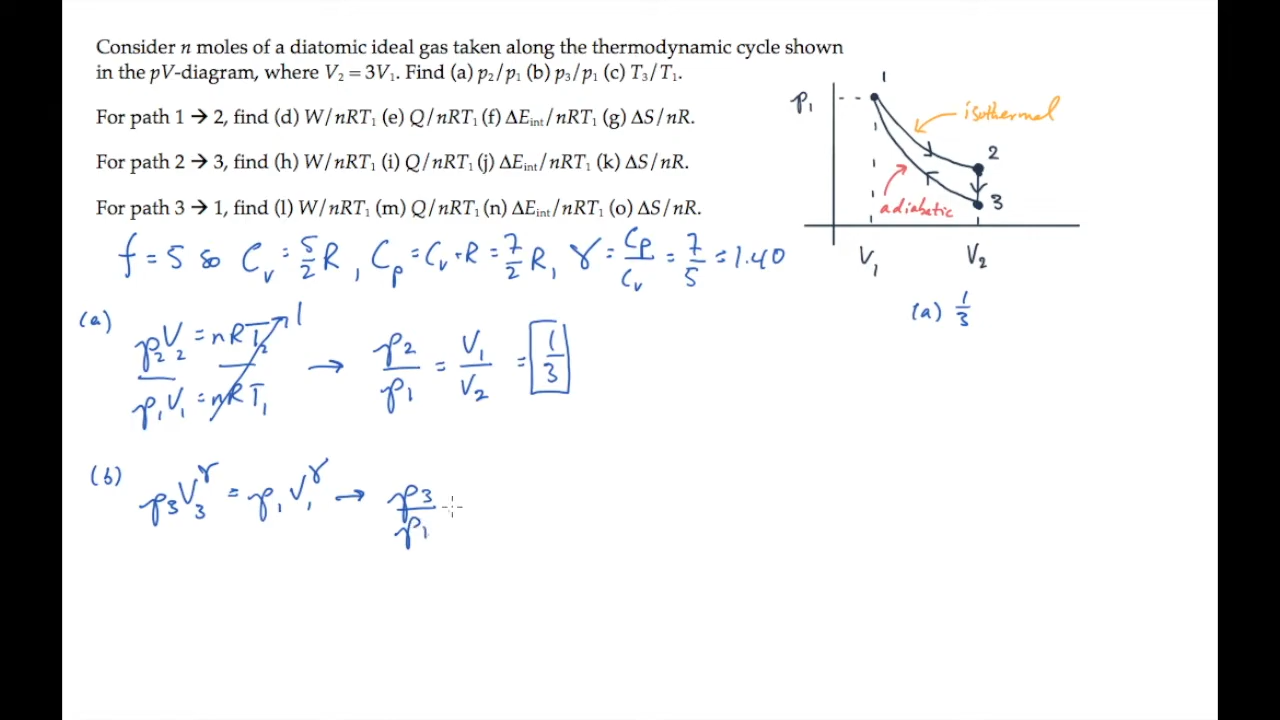 Consider n moles of a diatomic ideal gas taken along the thermodynamic cycle shown
in the pV-diagram, where V₂ = 3V₁. Find (a) p₂/p₁ (b) p₃/p₁ (c) T₃/T₁.
For path 1 → 2, find (d) W/nRT₁ (e) Q/nRT₁ (f) ΔE_int/nRT₁ (g) ΔS/nR.
For path 2 → 3, find (h) W/nRT₁ (i) Q/nRT₁ (j) ΔE_int/nRT₁ (k) ΔS/nR.
For path 3 → 1, find (l) W/nRT₁ (m) Q/nRT₁ (n) ΔE_int/nRT₁ (o) ΔS/nR.
1
p₁
isothermal
2
3
adiabatic
V₁ V₂
(a) 1/3
f = 5 so C_v = 5/2 R, C_p = C_v + R = 7/2 R, γ = C_p/C_v = 7/5 = 1.40
(a) p₂V₂ = nRT₂ / p₁V₁ = nRT₁ 1 → p₂/p₁ = V₁/V₂ = 1/3
(b) p₃V₃^γ = p₁V₁^γ → p₃/p₁